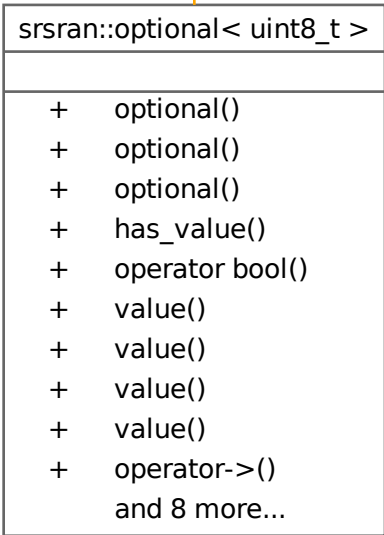 srsran::optional< uint8_t >
+ optional()
+ optional()
+ optional()
+ has_value()
+ operator bool()
+ value()
+ value()
+ value()
+ value()
+ operator->()
and 8 more...